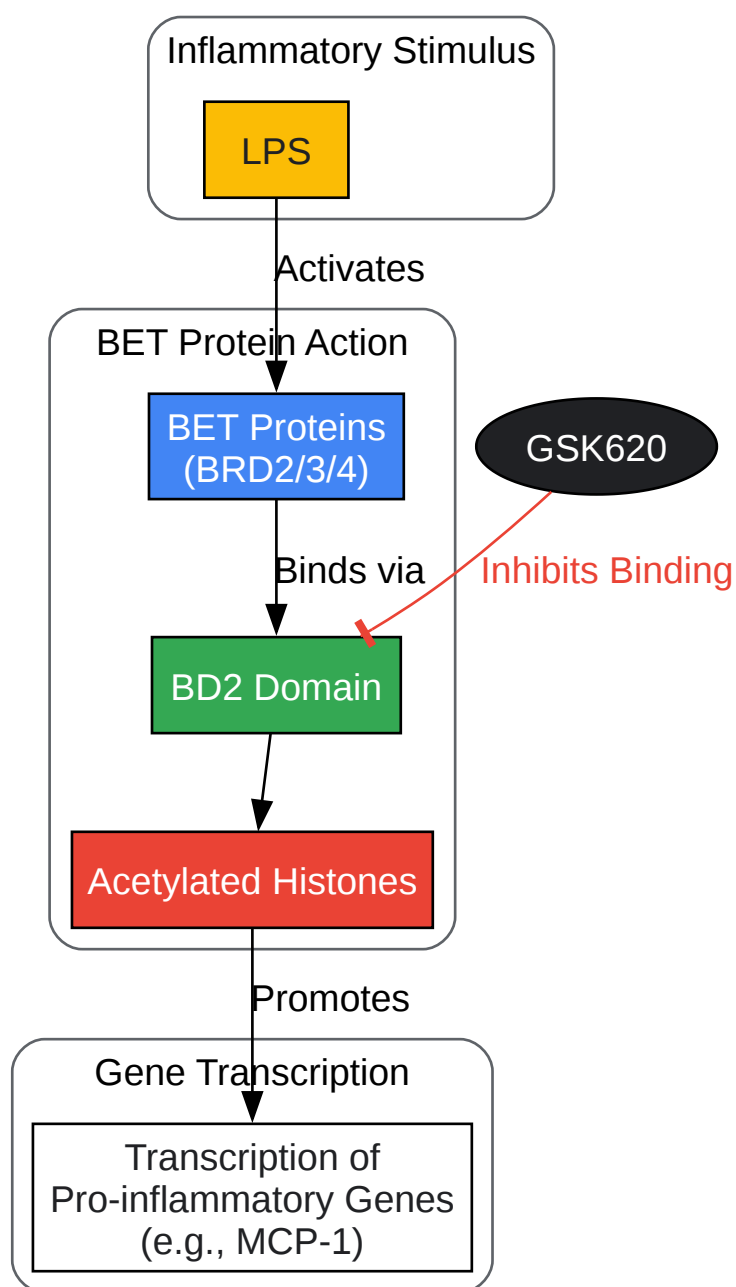 Inflammatory Stimulus
LPS
Activates
BET Protein Action
BET Proteins
(BRD2/3/4)
GSK620
Binds via
Inhibits Binding
BD2 Domain
Acetylated Histones
Promotes
Gene Transcription
Transcription of
Pro-inflammatory Genes
(e.g., MCP-1)